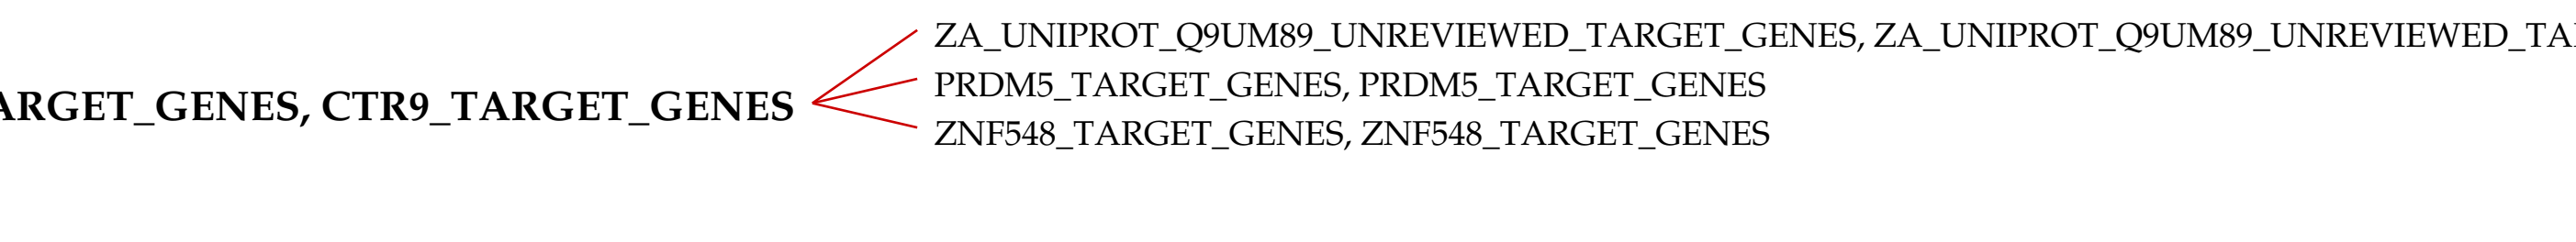 ZA_UNIPROT_Q9UM89_UNREVIEWED_TARGET_GENES, ZA_UNIPROT_Q9UM89_UNREVIEWED_TA
PRDM5_TARGET_GENES, PRDM5_TARGET_GENES
ARGET_GENES, CTR9_TARGET_GENES
ZNF548_TARGET_GENES, ZNF548_TARGET_GENES